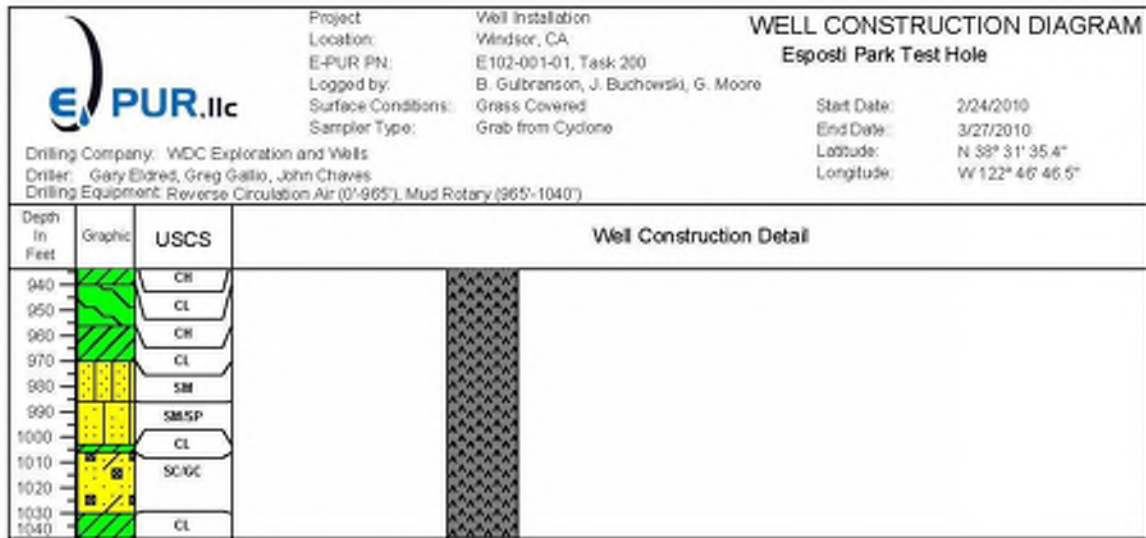 E PUR.llc
Project Well Installation
Location: Windsor, CA
E-PUR PN: E102-001-01, Task 200
Logged by: B. Gulbranson, J. Buchowski, G. Moore
Surface Conditions: Grass Covered
Sampler Type: Grab from Cyclone
WELL CONSTRUCTION DIAGRAM
Esposti Park Test Hole
Start Date: 2/24/2010
End Date: 3/27/2010
Latitude: N 38° 31' 35.4"
Longitude: W 122° 46' 46.5"
Drilling Company: WDC Exploration and Wells
Driller: Gary Eldred, Greg Gallio, John Chaves
Drilling Equipment: Reverse Circulation Air (0'-965'), Mud Rotary (965'-1040')
Depth
In
Feet
Graphic
USCS
Well Construction Detail
940
950
960
970
980
990
1000
1010
1020
1030
1040
CH
CL
CH
CL
SM
SM/SP
CL
SC/GC
CL